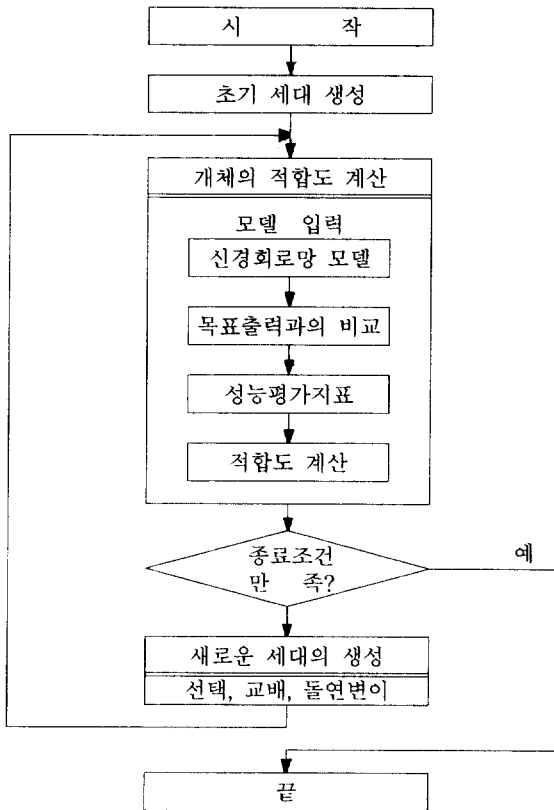 시 작
초기 세대 생성
개체의 적합도 계산
모델 입력
신경회로망 모델
목표출력과의 비교
성능평가지표
적합도 계산
종료조건
만 족?
예
새로운 세대의 생성
선택, 교배, 돌연변이
끝